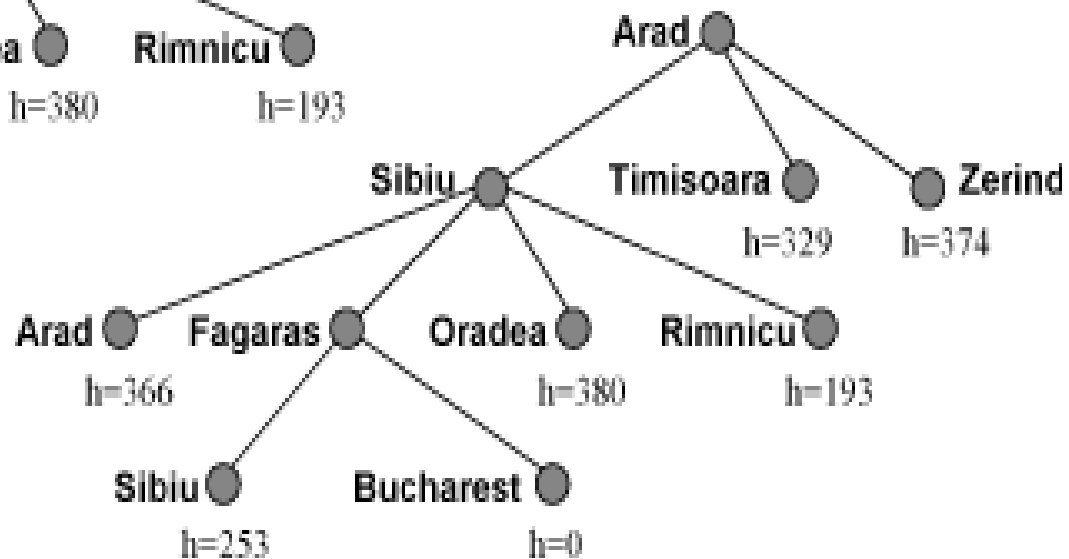 a Rimnicu Arad
h=380 h=193
Sibiu Timisoara Zerind
h=329 h=374
Arad Fagaras Oradea Rimnicu
h=366 h=380 h=193
Sibiu Bucharest
h=253 h=0